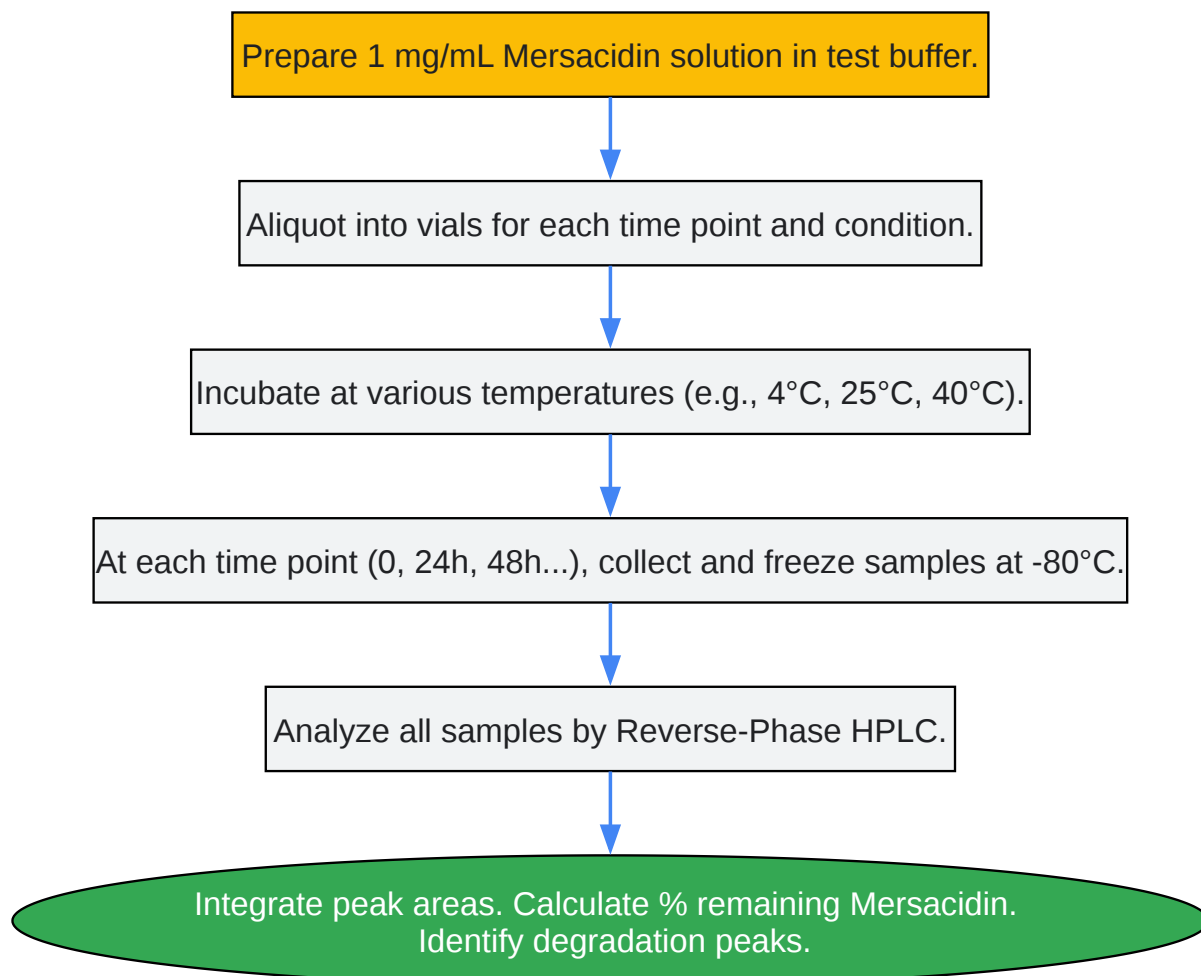 Prepare 1 mg/mL Mersacidin solution in test buffer.
Aliquot into vials for each time point and condition.
Incubate at various temperatures (e.g., 4°C, 25°C, 40°C).
At each time point (0, 24h, 48h...), collect and freeze samples at -80°C.
Analyze all samples by Reverse-Phase HPLC.
Integrate peak areas. Calculate % remaining Mersacidin.
Identify degradation peaks.